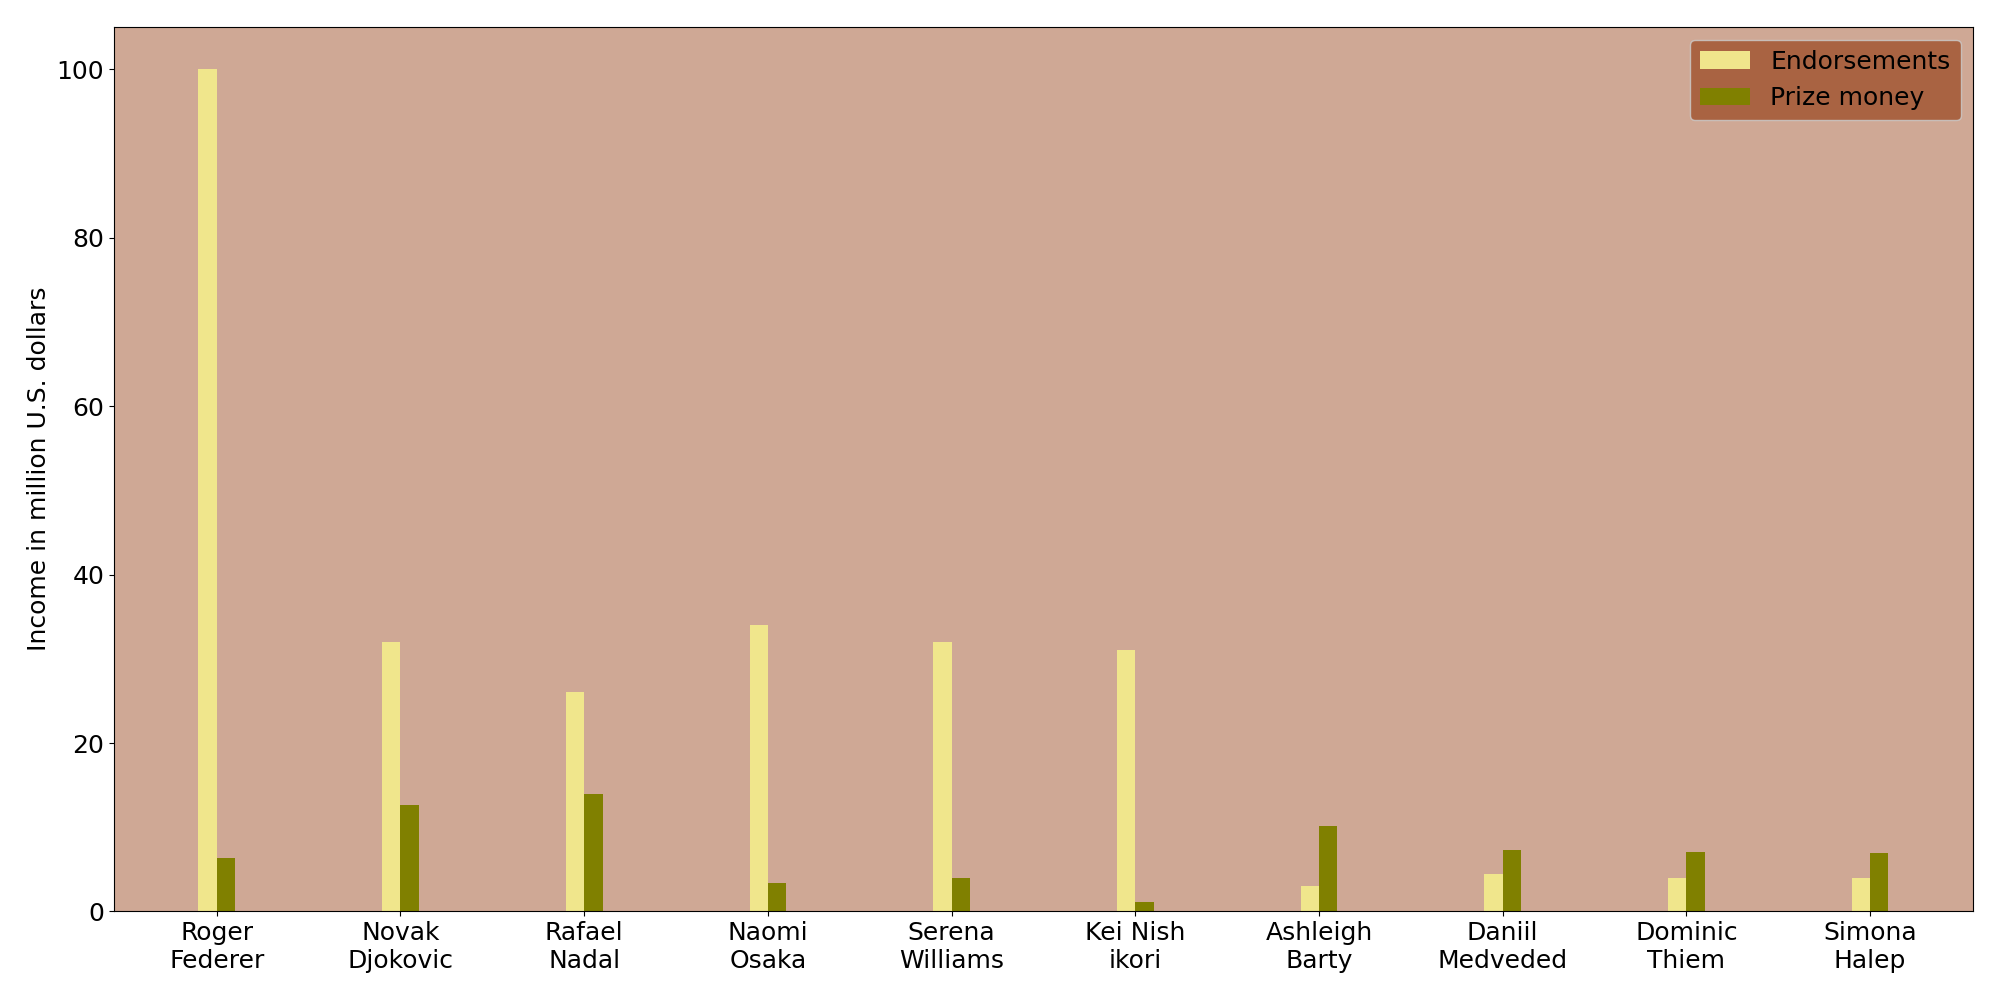 Endorsements
Prize money
Income in million U.S. dollars
100
80
60
40
20
0
Roger
Federer
Novak
Djokovic
Rafael
Nadal
Naomi
Osaka
Serena
Williams
Kei Nish
ikori
Ashleigh
Barty
Daniil
Medveded
Dominic
Thiem
Simona
Halep